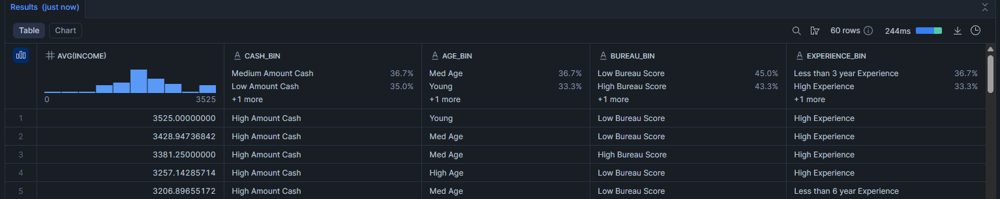 Results (just now)
Table Chart 60 rows 244ms
AVG(INCOME) CASH_BIN AGE_BIN BUREAU_BIN EXPERIENCE_BIN
Medium Amount Cash 36.7% Med Age 36.7% Low Bureau Score 45.0% Less than 3 year Experience 36.7%
Low Amount Cash 35.0% Young 33.3% High Bureau Score 43.3% High Experience 33.3%
0 3525 +1 more +1 more +1 more +1 more
1 3525.00000000 High Amount Cash Young Low Bureau Score High Experience
2 3428.94736842 High Amount Cash Med Age Low Bureau Score High Experience
3 3381.25000000 High Amount Cash Med Age High Bureau Score High Experience
4 3257.14285714 High Amount Cash High Age Low Bureau Score High Experience
5 3206.89655172 High Amount Cash Med Age Low Bureau Score Less than 6 year Experience